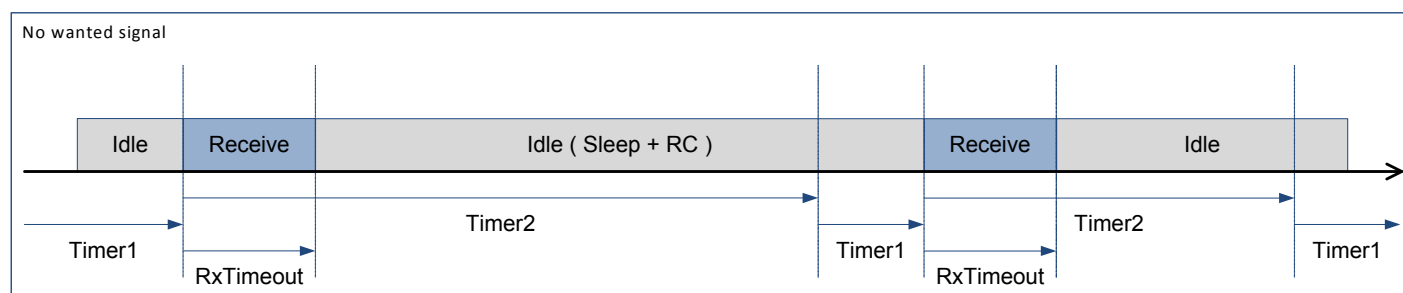 No wanted signal
Idle
Receive
Idle ( Sleep + RC )
Receive
Idle
Timer2
Timer2
Timer1
Timer1
Timer1
RxTimeout
RxTimeout